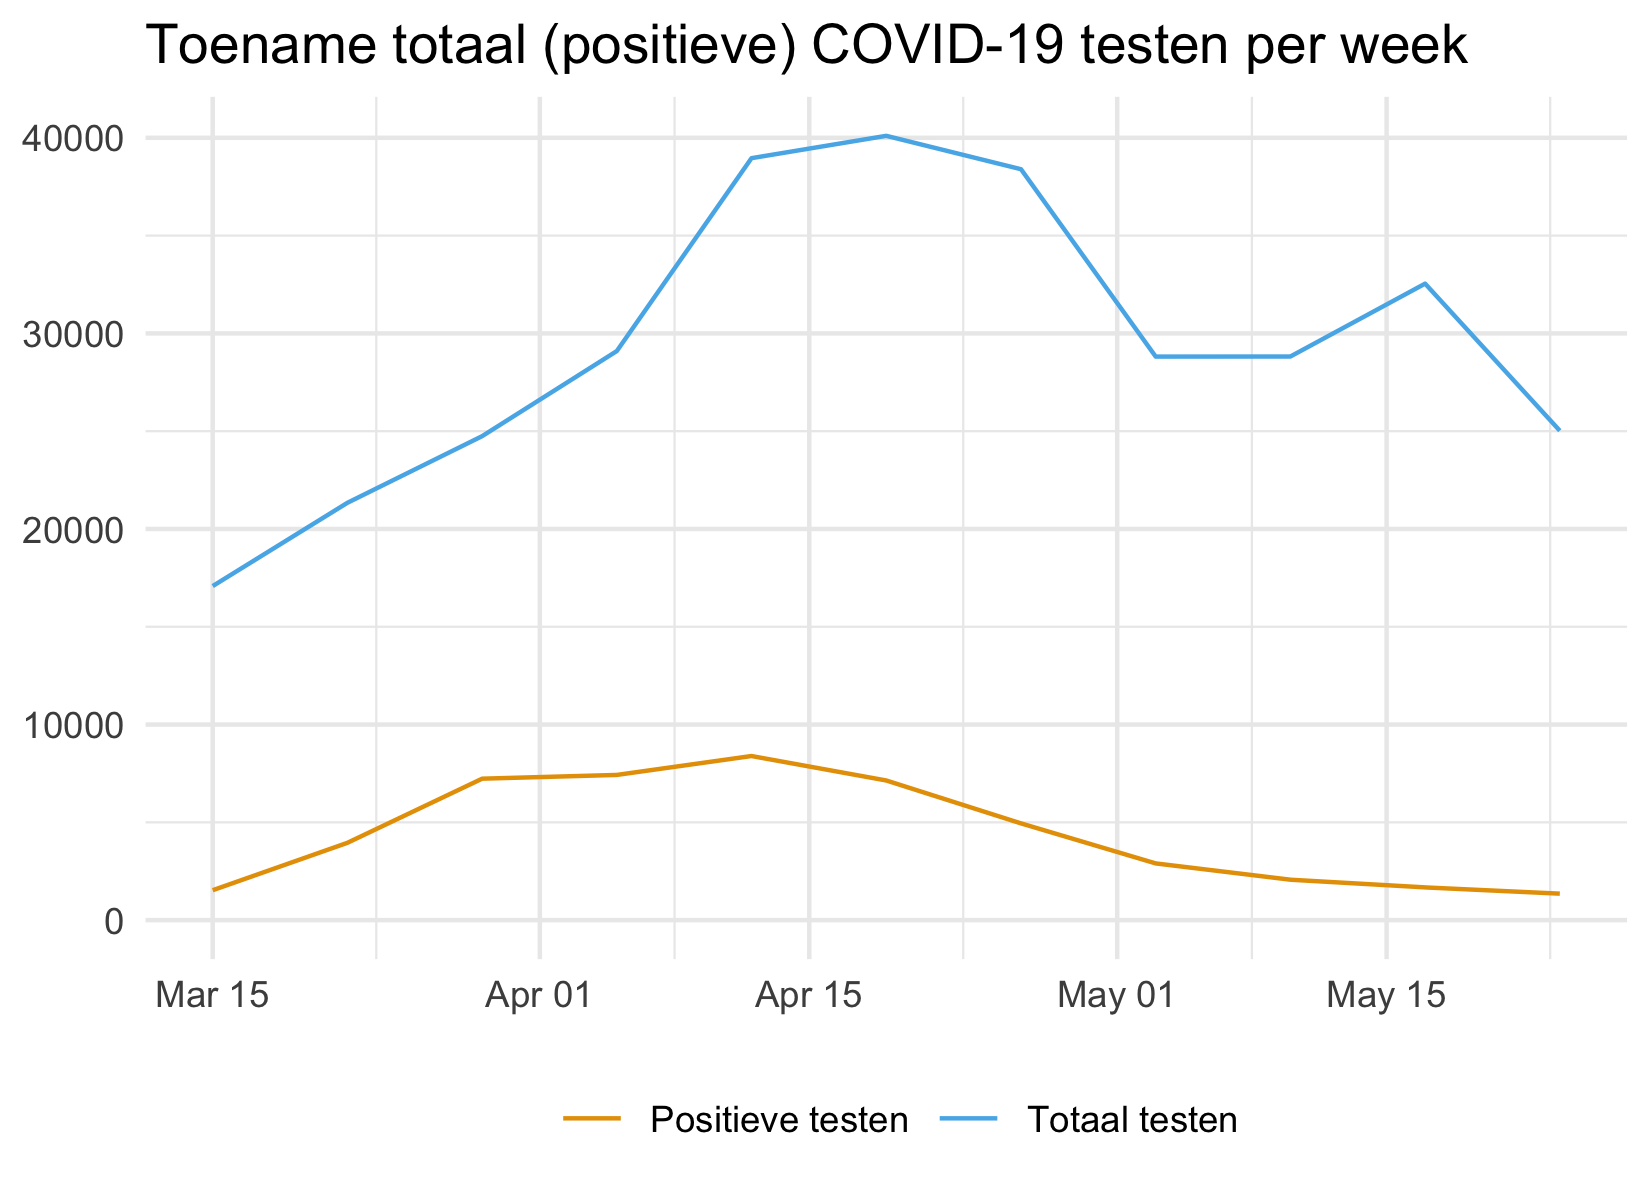 Toename totaal (positieve) COVID-19 testen per week
40000
30000
20000
10000
0
Mar 15 Apr 01 Apr 15 May 01 May 15
Positieve testen Totaal testen